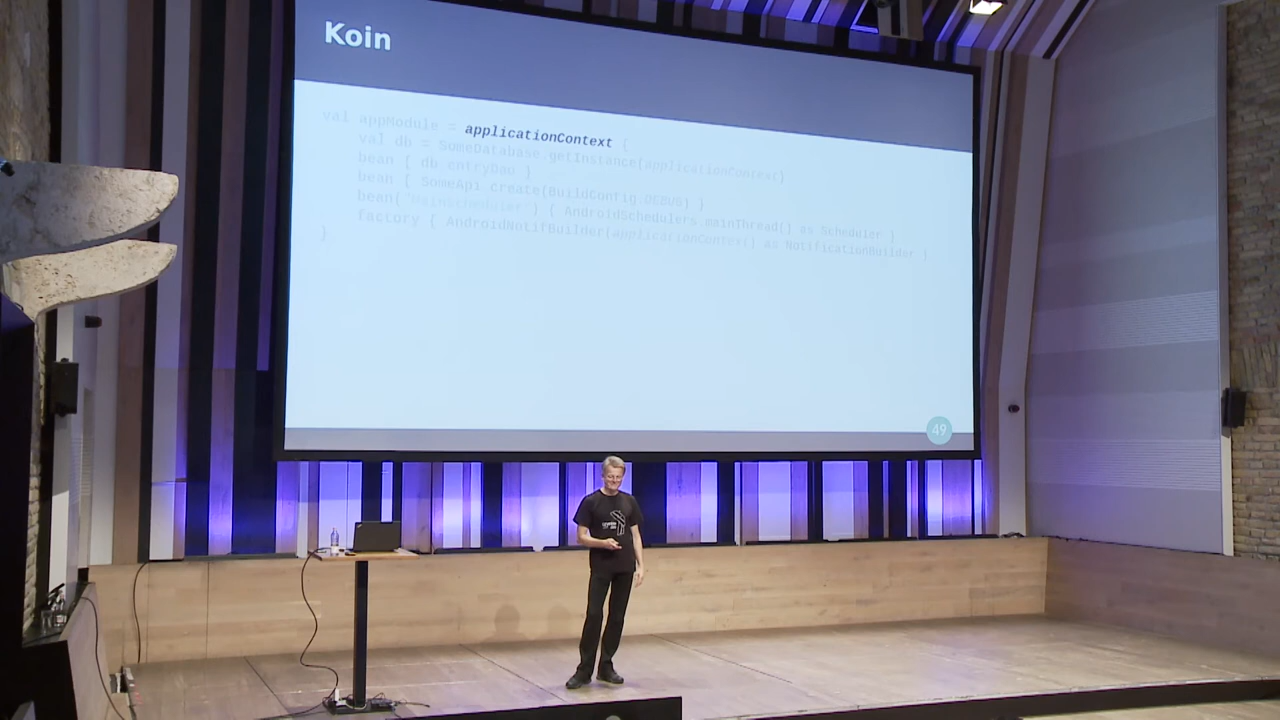 Koin
val appModule = applicationContext {
val db = SomeDatabase.getInstance(applicationContext)
bean { db.entryDao }
bean { SomeApi.create(BuildConfig.DEBUG) }
bean("mainScheduler") { AndroidSchedulers.mainThread() as Scheduler }
factory { AndroidNotifBuilder(applicationContext) as NotificationBuilder }
}
49